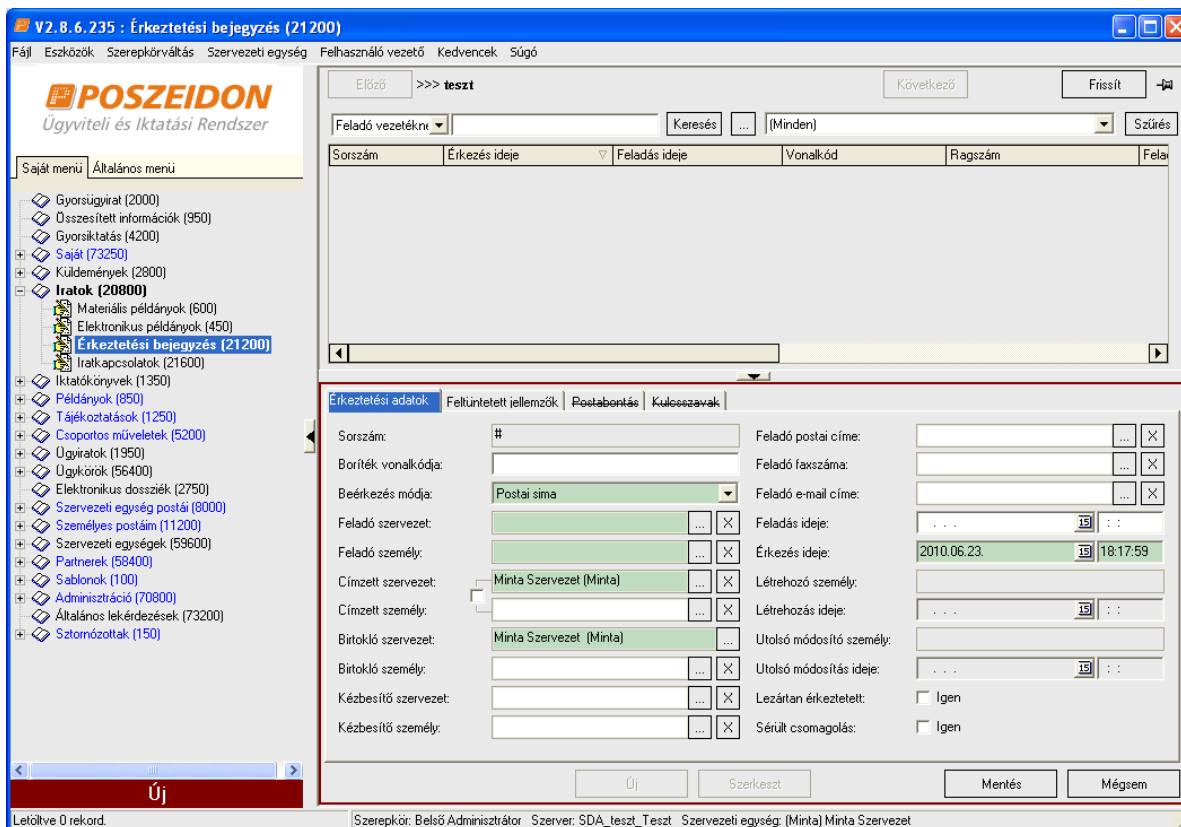 V2.8.6.235 : Érkeztetési bejegyzés (21200)
Fájl Eszközök Szerepkörváltás Szervezeti egység Felhasználó vezető Kedvencek Súgó
POSZEIDON
Ügyviteli és Iktatási Rendszer
Saját menü Általános menü
Gyorsügyirat (2000)
Összesített információk (950)
Gyorsiktatás (4200)
Saját (73250)
Küldemények (2800)
Iratok (20800)
Materiális példányok (600)
Elektronikus példányok (450)
Érkeztetési bejegyzés (21200)
Iratkapcsolatok (21600)
Iktatókönyvek (1350)
Példányok (850)
Tájékoztatások (1250)
Csoportos műveletek (5200)
Ügyiratok (1950)
Ügykörök (56400)
Elektronikus dossziék (2750)
Szervezeti egység postái (8000)
Személyes postáim (11200)
Szervezeti egységek (59600)
Partnerek (58400)
Sablonok (100)
Adminisztráció (70800)
Általános lekérdezések (73200)
Sztornózottak (150)
Új
Előző >>> teszt Következő Frissít
Feladó vezetékne Keresés ... (Minden) Szűrés
Sorszám Érkezés ideje Feladás ideje Vonalkód Ragszám Felad
Érkeztetési adatok Feltüntetett jellemzők Postabontás Kulcsszavak
Sorszám: #
Boríték vonalkódja:
Beérkezés módja: Postai sima
Feladó szervezet: ... X
Feladó személy: ... X
Címzett szervezet: Minta Szervezet (Minta) ... X
Címzett személy: ... X
Birtokló szervezet: Minta Szervezet (Minta) ...
Birtokló személy: ... X
Kézbesítő szervezet: ... X
Kézbesítő személy: ... X
Feladó postai címe: ... X
Feladó faxszáma: ... X
Feladó e-mail címe: ... X
Feladás ideje: . . . 15 : :
Érkezés ideje: 2010.06.23. 15 18:17:59
Létrehozó személy:
Létrehozás ideje: . . . 15 : :
Utolsó módosító személy:
Utolsó módosítás ideje: . . . 15 : :
Lezártan érkeztetett: Igen
Sérült csomagolás: Igen
Új Szerkeszt Mentés Mégsem
Letöltve 0 rekord. Szerepkör: Belső Adminisztrátor Szerver: SDA_teszt_Teszt Szervezeti egység: (Minta) Minta Szervezet